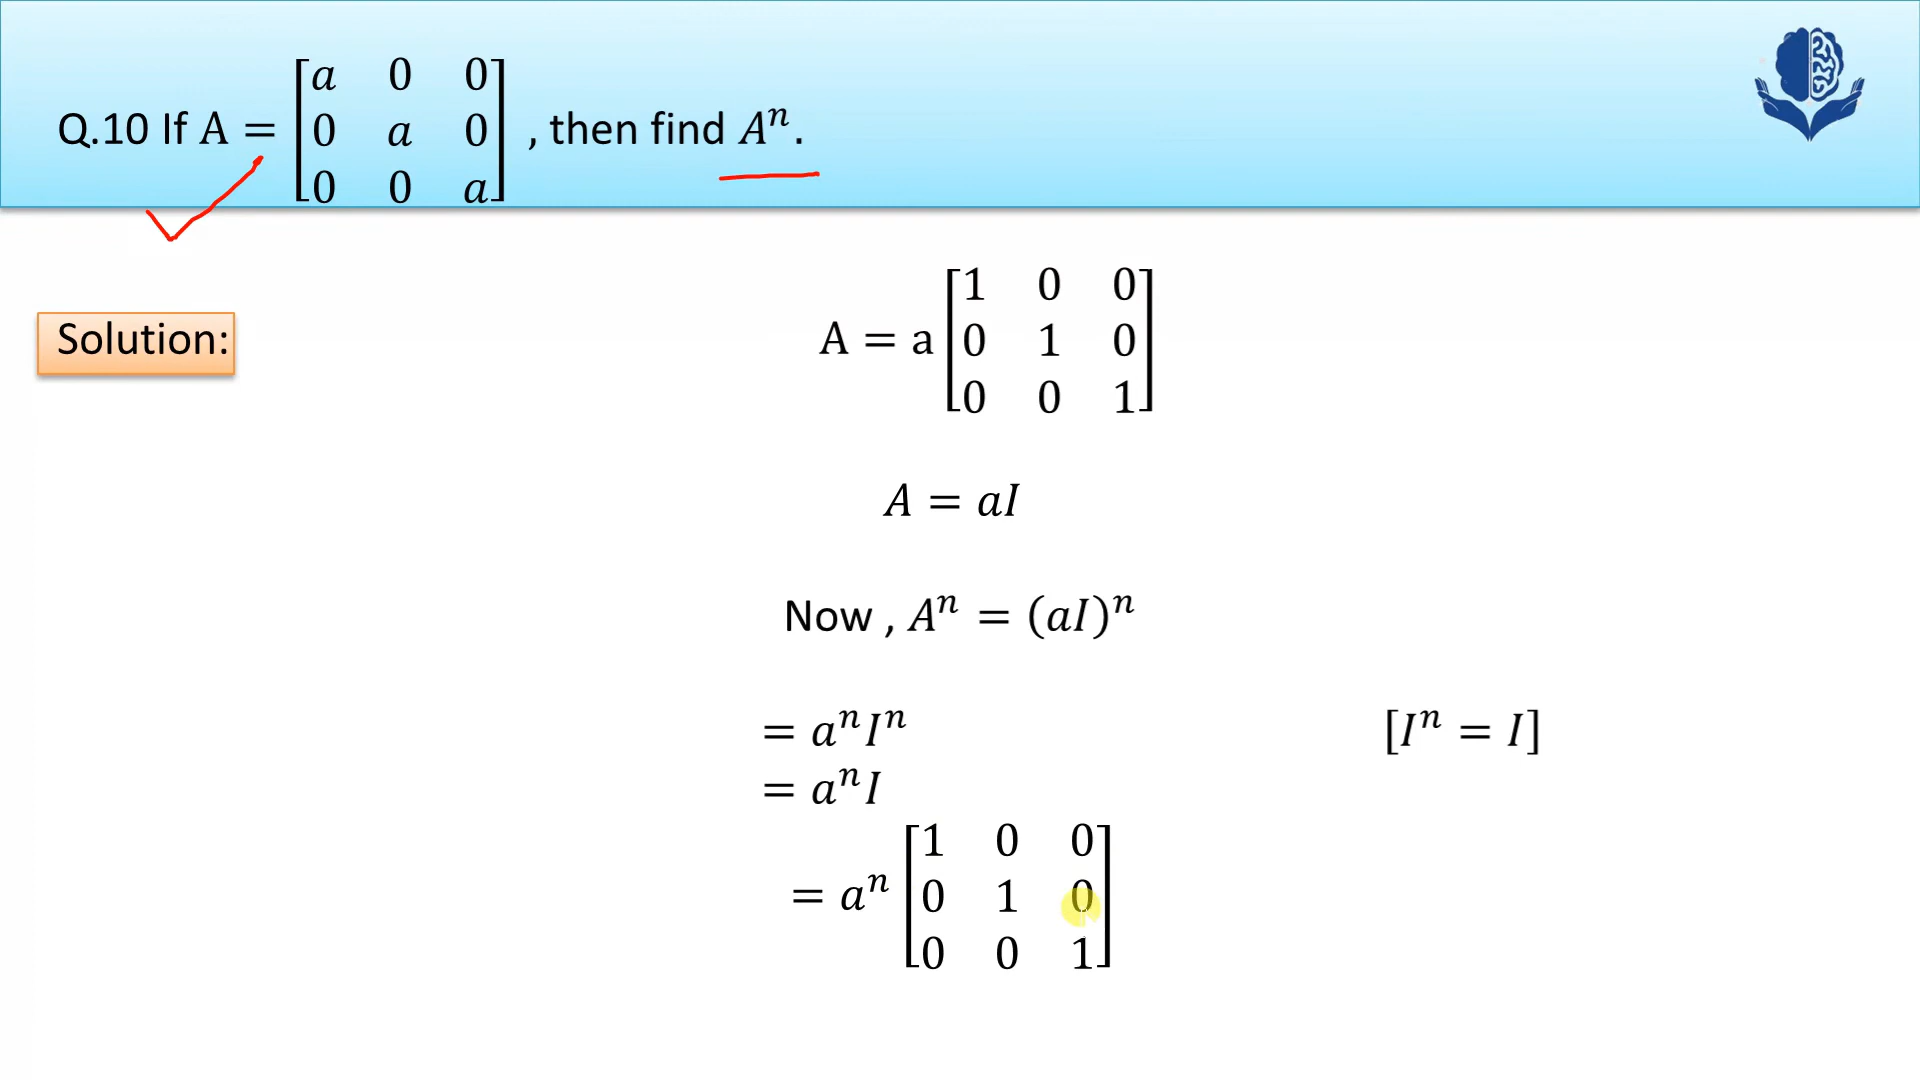 Q.10 If A = [a 0 0; 0 a 0; 0 0 a] , then find Aⁿ.
Solution:
A = a [1 0 0; 0 1 0; 0 0 1]
A = aI
Now , Aⁿ = (aI)ⁿ
= aⁿIⁿ [Iⁿ = I]
= aⁿI
= aⁿ [1 0 0; 0 1 0; 0 0 1]